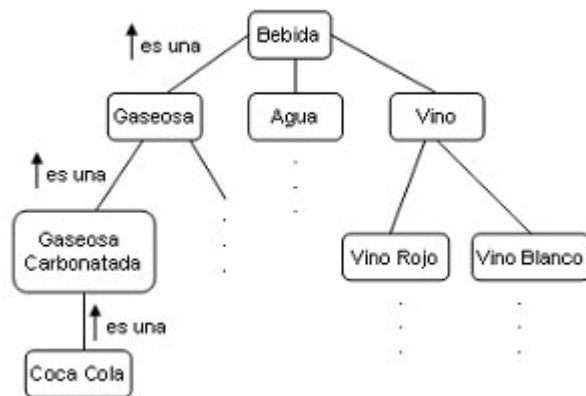 Bebida
es una
Gaseosa
Agua
Vino
es una
Gaseosa
Carbonatada
Vino Rojo
Vino Blanco
es una
Coca Cola